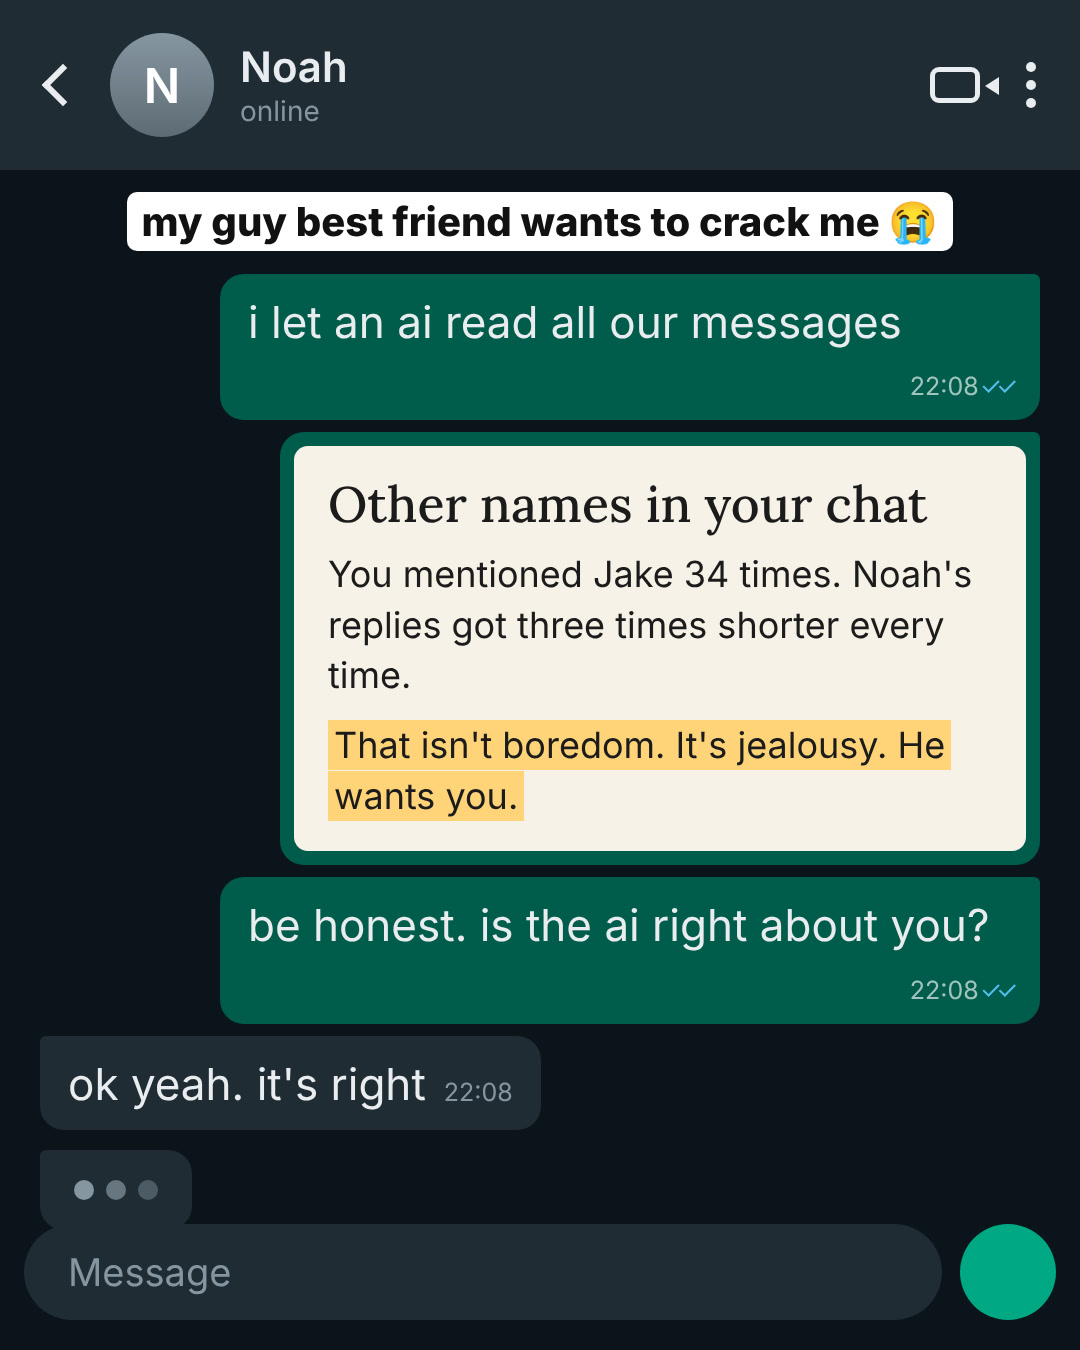 N
Noah
online
my guy best friend wants to crack me 😭
i let an ai read all our messages
22:08
Other names in your chat
You mentioned Jake 34 times. Noah's
replies got three times shorter every
time.
That isn't boredom. It's jealousy. He
wants you.
be honest. is the ai right about you?
22:08
ok yeah. it's right 22:08
Message